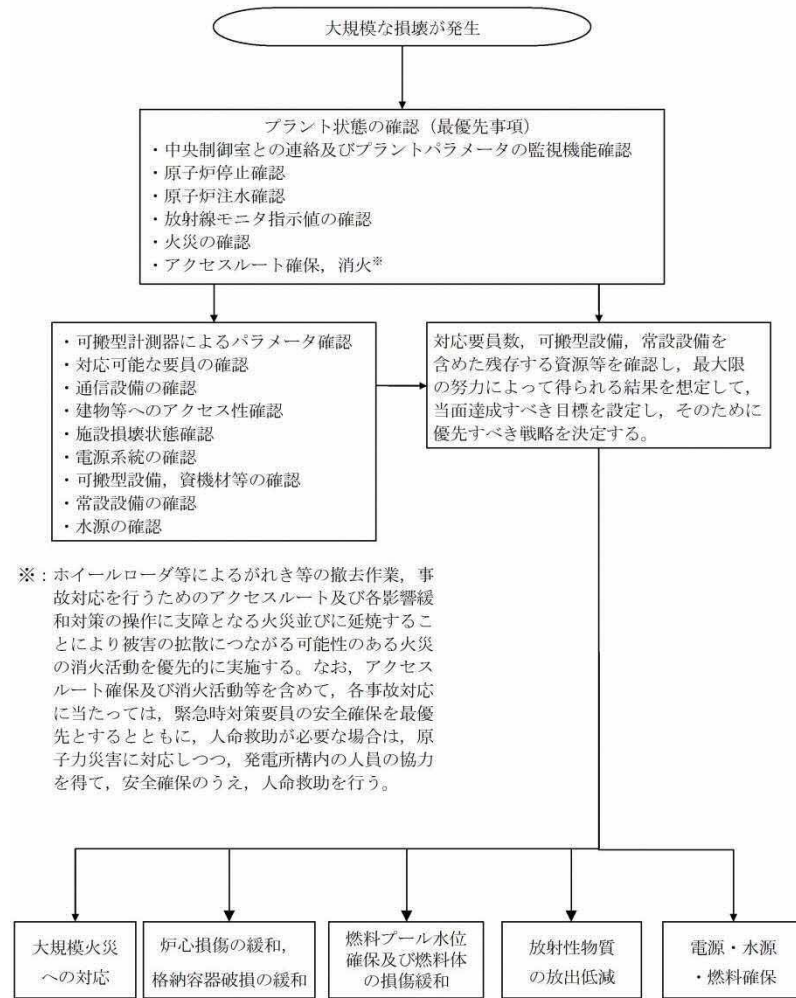 大規模な損壊が発生
プラント状態の確認（最優先事項）
・中央制御室との連絡及びプラントパラメータの監視機能確認
・原子炉停止確認
・原子炉注水確認
・放射線モニタ指示値の確認
・火災の確認
・アクセスルート確保，消火※
・可搬型計測器によるパラメータ確認
・対応可能な要員の確認
・通信設備の確認
・建物等へのアクセス性確認
・施設損壊状態確認
・電源系統の確認
・可搬型設備，資機材等の確認
・常設設備の確認
・水源の確認
対応要員数，可搬型設備，常設設備を
含めた残存する資源等を確認し，最大限
の努力によって得られる結果を想定して，
当面達成すべき目標を設定し，そのために
優先すべき戦略を決定する。
※：ホイールローダ等によるがれき等の撤去作業，事
故対応を行うためのアクセスルート及び各影響緩
和対策の操作に支障となる火災並びに延焼するこ
とにより被害の拡散につながる可能性のある火災
の消火活動を優先的に実施する。なお，アクセス
ルート確保及び消火活動等を含めて，各事故対応
に当たっては，緊急時対策要員の安全確保を最優
先とするとともに，人命救助が必要な場合は，原
子力災害に対応しつつ，発電所構内の人員の協力
を得て，安全確保のうえ，人命救助を行う。
大規模火災
への対応
炉心損傷の緩和，
格納容器破損の緩和
燃料プール水位
確保及び燃料体
の損傷緩和
放射性物質
の放出低減
電源・水源
・燃料確保